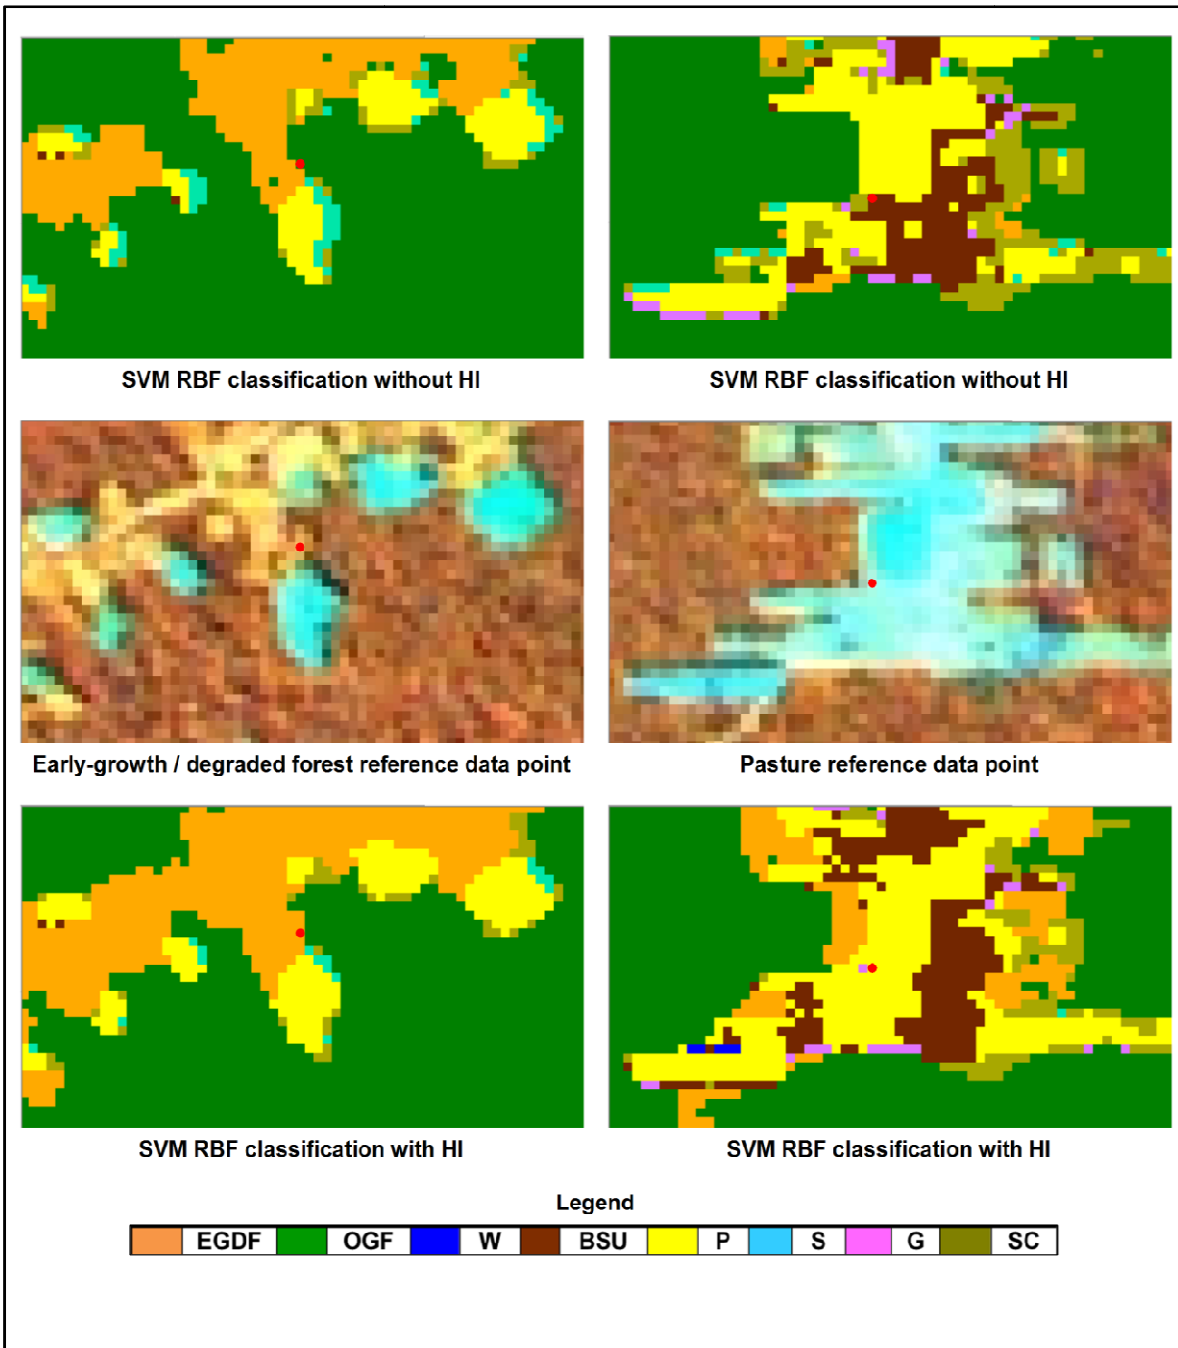 SVM RBF classification without HI
SVM RBF classification without HI
Early-growth / degraded forest reference data point
Pasture reference data point
SVM RBF classification with HI
SVM RBF classification with HI
Legend
EGDF OGF W BSU P S G SC